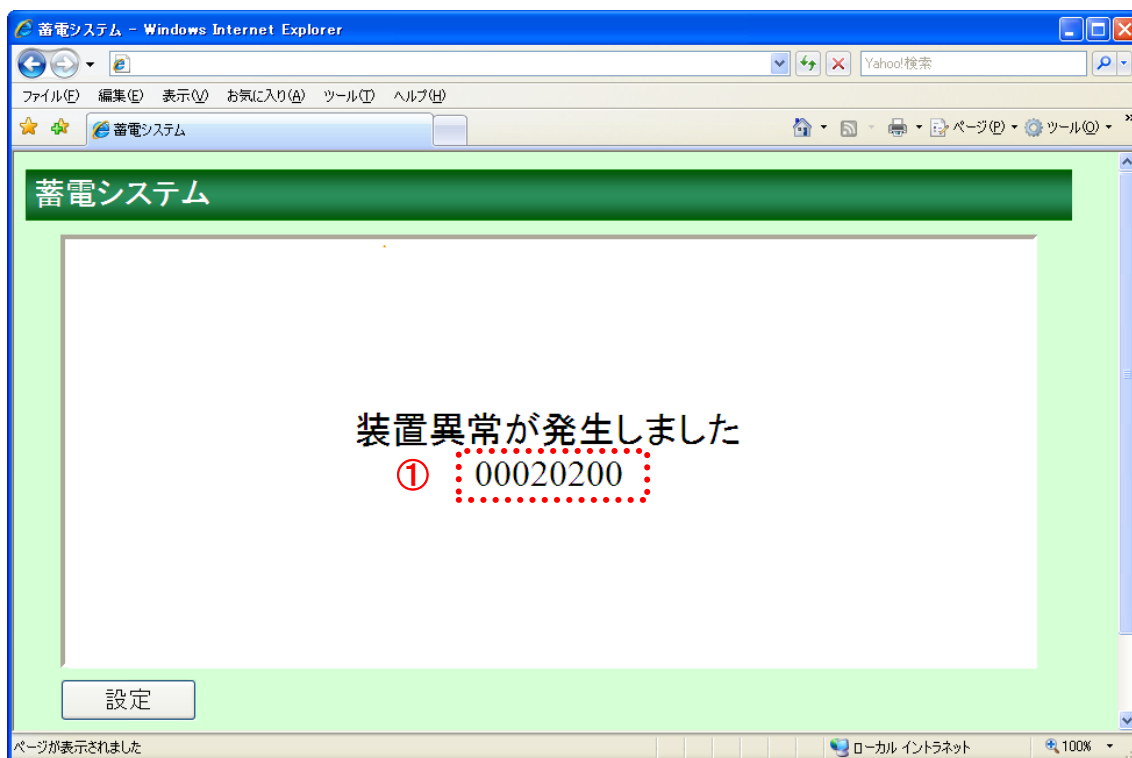 蓄電システム - Windows Internet Explorer
Yahoo!検索
ファイル(F) 編集(E) 表示(V) お気に入り(A) ツール(T) ヘルプ(H)
蓄電システム
ページ(P) ツール(O) »
蓄電システム
装置異常が発生しました
① 00020200
設定
ページが表示されました ローカル イントラネット 100%